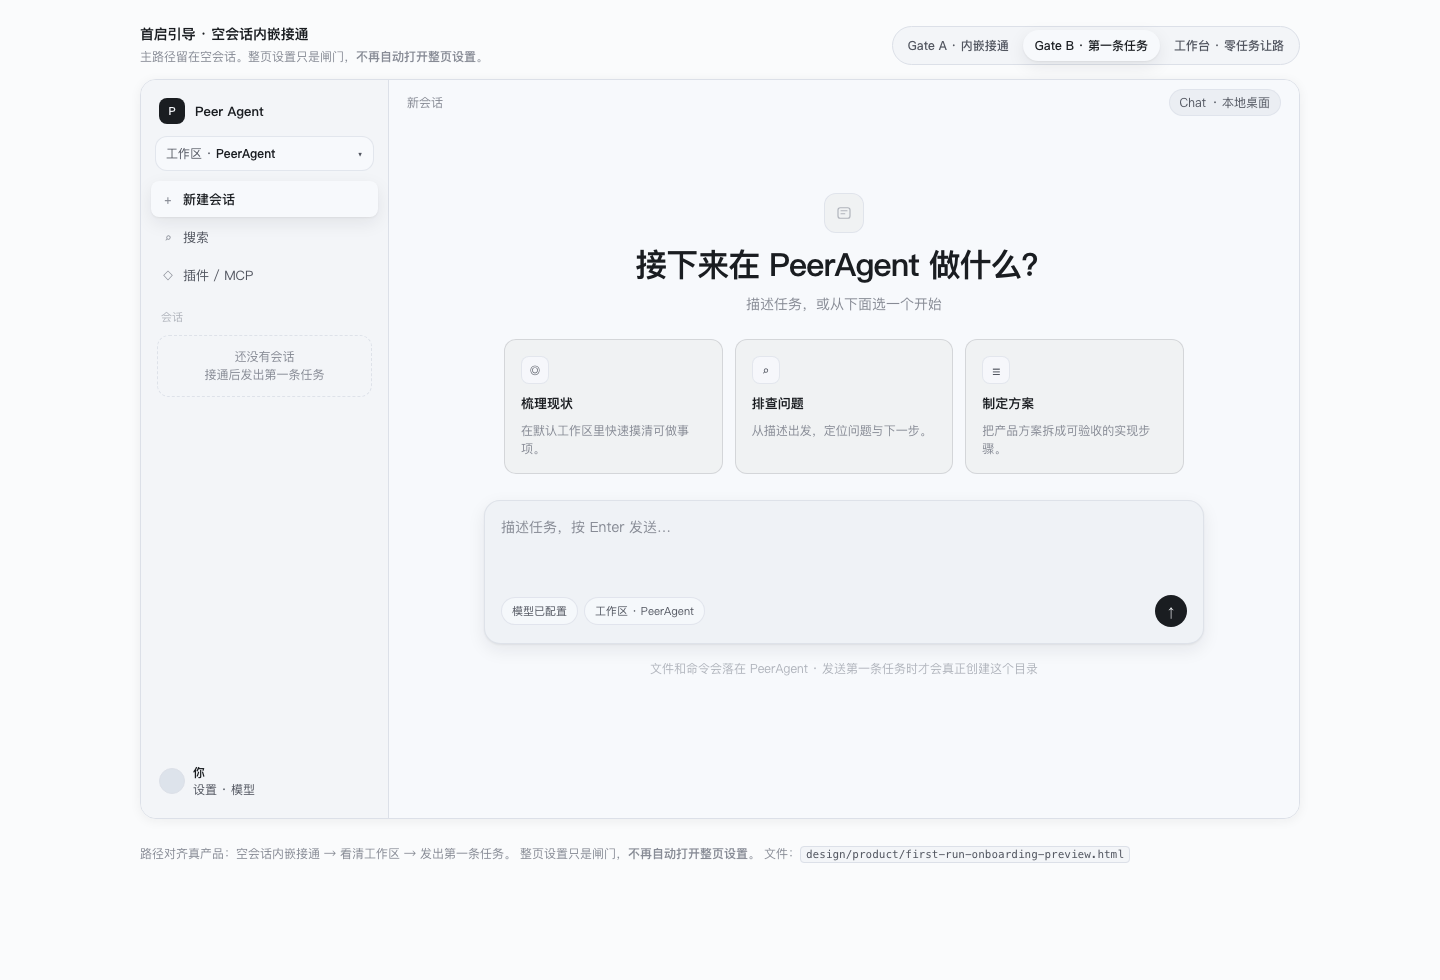 首启引导 · 空会话内嵌接通
主路径留在空会话。整页设置只是闸门，不再自动打开整页设置。
Gate A · 内嵌接通
Gate B · 第一条任务
工作台 · 零任务让路
P
Peer Agent
工作区 · PeerAgent
+ 新建会话
搜索
插件 / MCP
会话
还没有会话
接通后发出第一条任务
你
设置 · 模型
新会话
Chat · 本地桌面
接下来在 PeerAgent 做什么?
描述任务，或从下面选一个开始
梳理现状
在默认工作区里快速摸清可做事
项。
排查问题
从描述出发，定位问题与下一步。
制定方案
把产品方案拆成可验收的实现步
骤。
描述任务，按 Enter 发送…
模型已配置
工作区 · PeerAgent
↑
文件和命令会落在 PeerAgent · 发送第一条任务时才会真正创建这个目录
路径对齐真产品：空会话内嵌接通 → 看清工作区 → 发出第一条任务。 整页设置只是闸门，不再自动打开整页设置。 文件： design/product/first-run-onboarding-preview.html